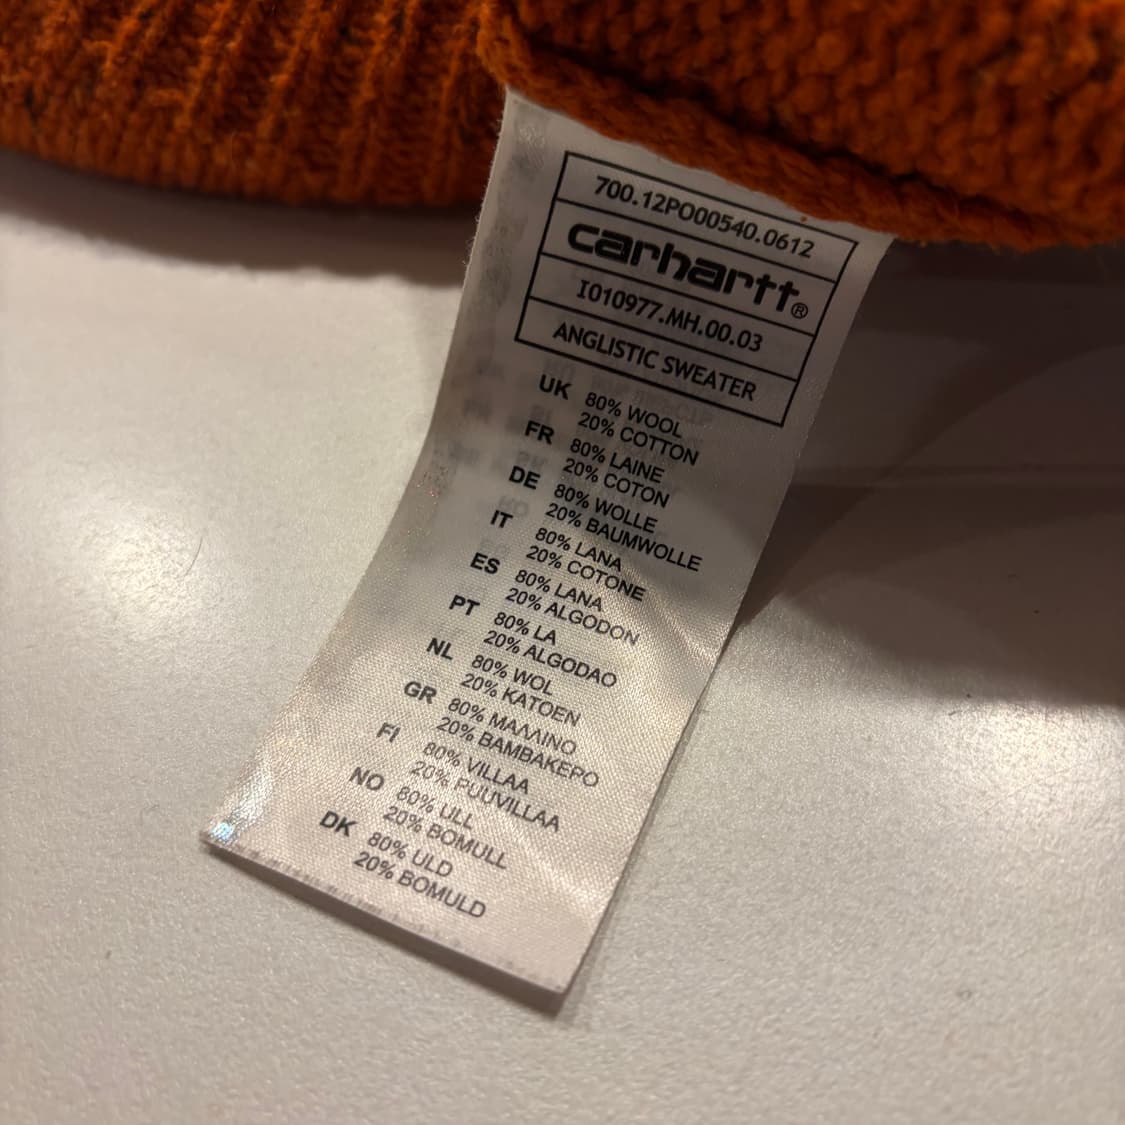 700.12PO00540.0612
carhartt®
I010977.MH.00.03
ANGLISTIC SWEATER
UK 80% WOOL
20% COTTON
FR 80% LAINE
20% COTON
DE 80% WOLLE
20% BAUMWOLLE
IT 80% LANA
20% COTONE
ES 80% LANA
20% ALGODON
PT 80% LA
20% ALGODAO
NL 80% WOL
20% KATOEN
GR 80% ΜΑΛΛΙΝΟ
20% ΒΑΜΒΑΚΕΡΟ
FI 80% VILLAA
20% PUUVILLAA
NO 80% ULL
20% BOMULL
DK 80% ULD
20% BOMULD